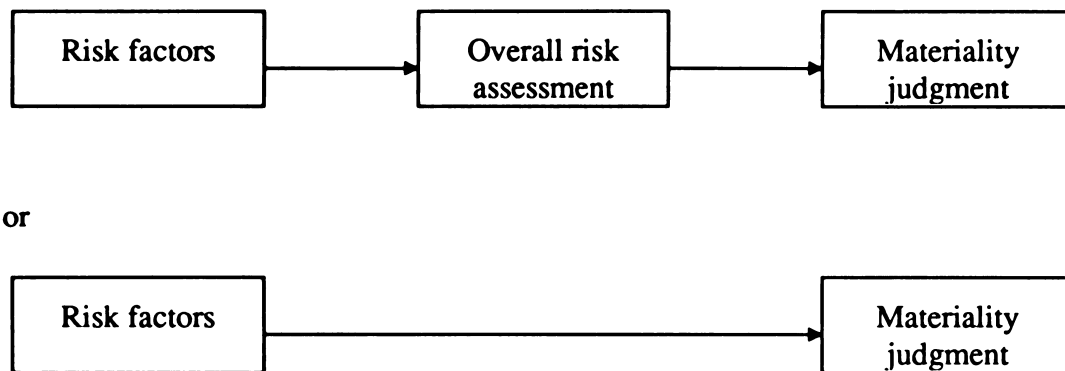 Risk factors
Overall risk
assessment
Materiality
judgment
or
Risk factors
Materiality
judgment